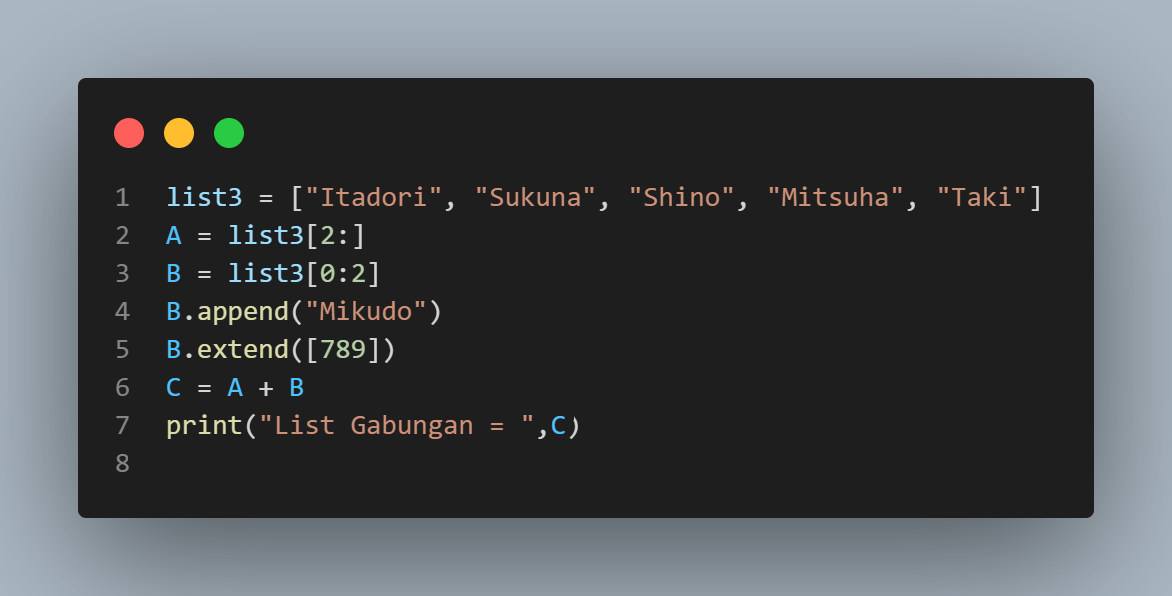 1 list3 = ["Itadori", "Sukuna", "Shino", "Mitsuha", "Taki"]
2 A = list3[2:]
3 B = list3[0:2]
4 B.append("Mikudo")
5 B.extend([789])
6 C = A + B
7 print("List Gabungan = ",C)
8